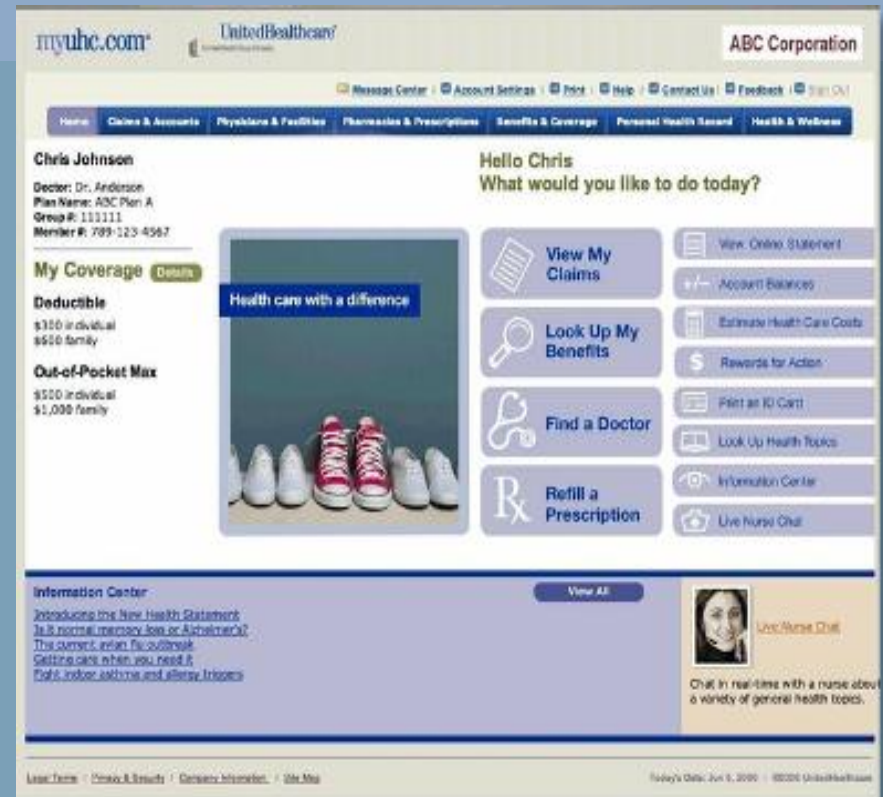 myuhc.com
UnitedHealthcare
ABC Corporation
Message Center | Account Settings | Print | Help | Contact Us | Feedback | Sign Out
Home
Claims & Accounts
Physicians & Facilities
Pharmacies & Prescriptions
Benefits & Coverage
Personal Health Record
Health & Wellness
Chris Johnson
Doctor: Dr. Anderson
Plan Name: ABC Plan A
Group #: 111111
Member #: 789-123-4567
My Coverage
Details
Deductible
$300 individual
$600 family
Out-of-Pocket Max
$500 individual
$1,000 family
Health care with a difference
Hello Chris
What would you like to do today?
View My
Claims
Look Up My
Benefits
Find a Doctor
Rx
Refill a
Prescription
View Online Statement
+/- Account Balances
Estimate Health Care Costs
$ Rewards for Action
Print an ID Card
Look Up Health Topics
Information Center
Live Nurse Chat
Information Center
View All
Introducing the New Health Statement
Is it normal memory loss or Alzheimer's?
The current avian flu outbreak
Getting care when you need it
Fight indoor asthma and allergy triggers
Live Nurse Chat
Chat in real-time with a nurse about
a variety of general health topics.
Legal Terms | Privacy & Security | Company Information | Site Map
Today's Date: Jun UnitedHealthcare